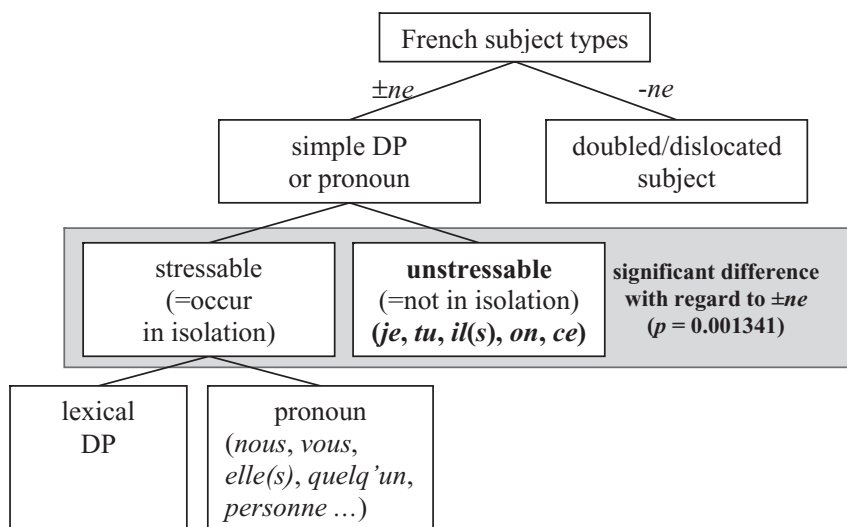 French subject types
±ne
-ne
simple DP
or pronoun
doubled/dislocated
subject
stressable
(=occur
in isolation)
unstressable
(=not in isolation)
(je, tu, il(s), on, ce)
significant difference
with regard to ±ne
(p = 0.001341)
lexical
DP
pronoun
(nous, vous,
elle(s), quelq’un,
personne …)